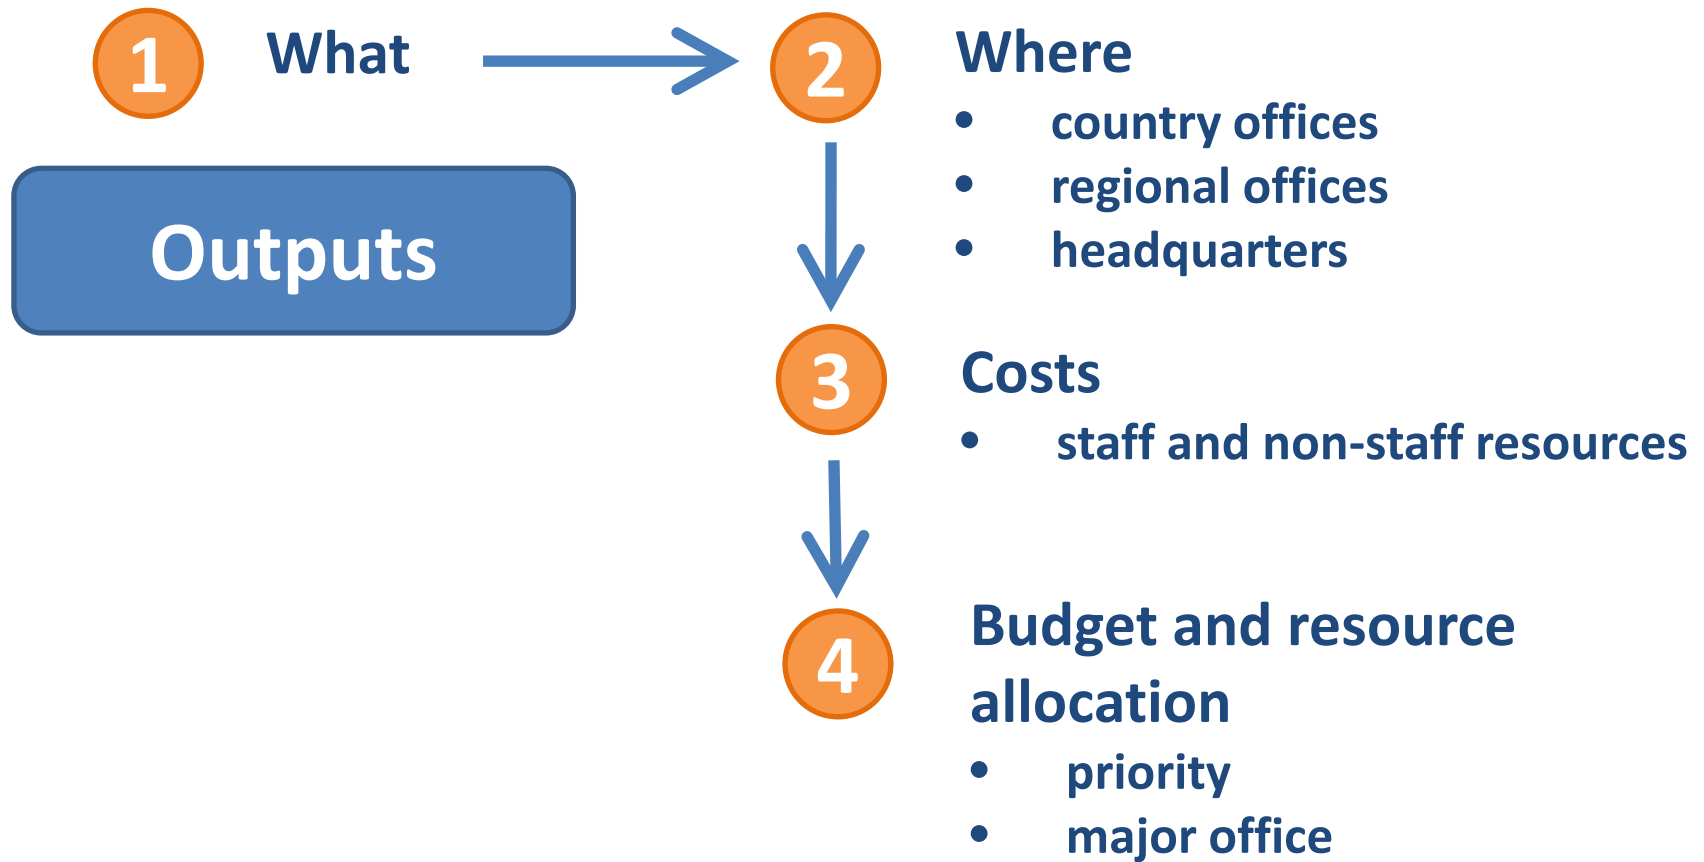 1 What
Outputs
2 Where
• country offices
• regional offices
• headquarters
3 Costs
• staff and non-staff resources
4 Budget and resource
allocation
• priority
• major office